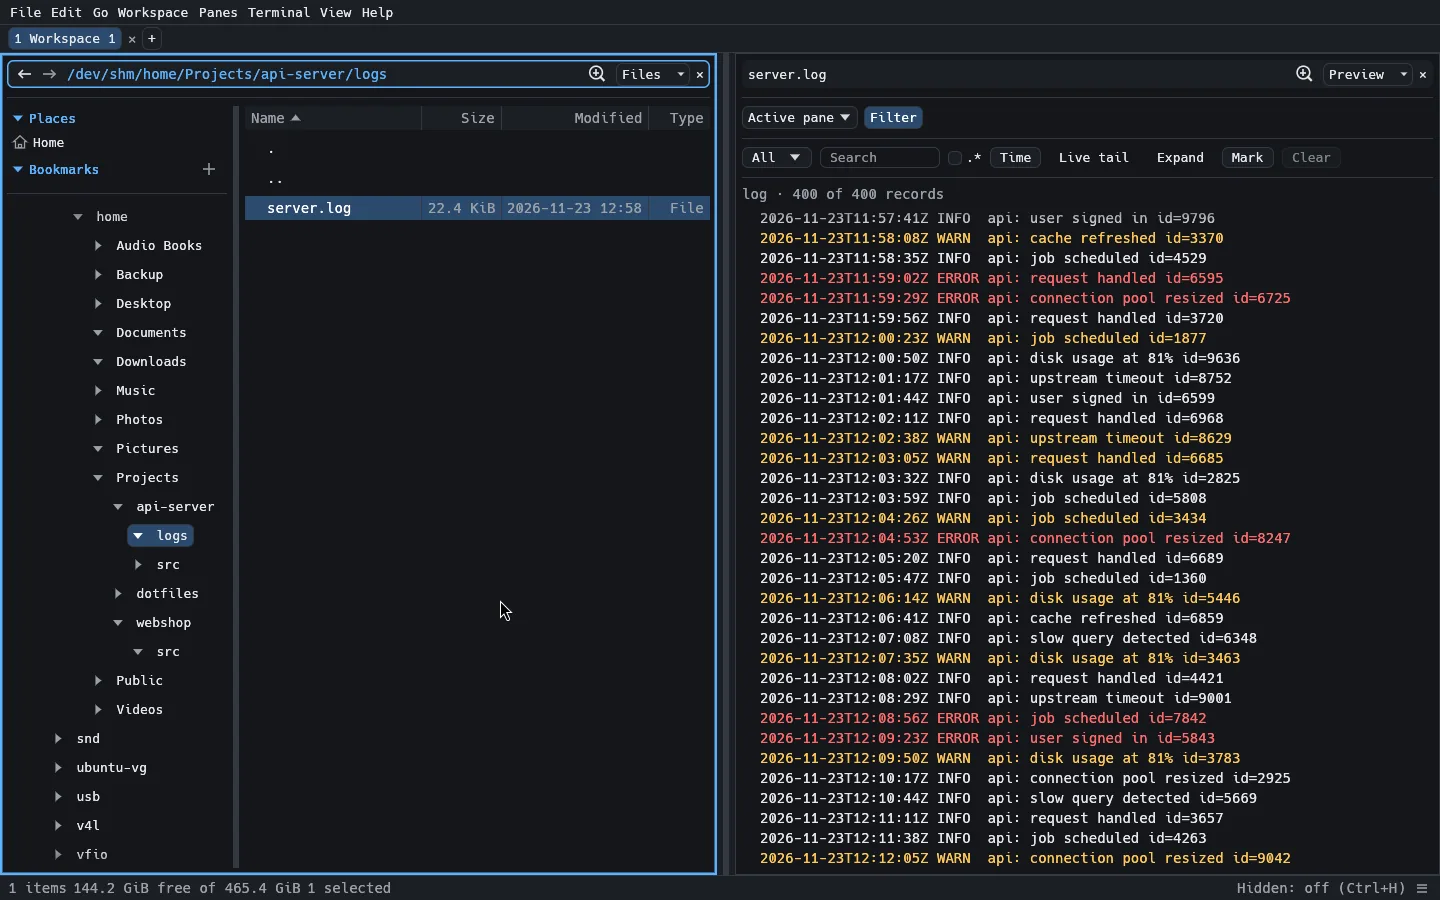 File Edit Go Workspace Panes Terminal View Help
1 Workspace 1 × +
← → /dev/shm/home/Projects/api-server/logs Files ×
Places
Home
Bookmarks +
home
Audio Books
Backup
Desktop
Documents
Downloads
Music
Photos
Pictures
Projects
api-server
logs
src
dotfiles
webshop
src
Public
Videos
snd
ubuntu-vg
usb
v4l
vfio
Name Size Modified Type
.
..
server.log 22.4 KiB 2026-11-23 12:58 File
server.log Preview ×
Active pane Filter
All Search .* Time Live tail Expand Mark Clear
log · 400 of 400 records
2026-11-23T11:57:41Z INFO api: user signed in id=9796
2026-11-23T11:58:08Z WARN api: cache refreshed id=3370
2026-11-23T11:58:35Z INFO api: job scheduled id=4529
2026-11-23T11:59:02Z ERROR api: request handled id=6595
2026-11-23T11:59:29Z ERROR api: connection pool resized id=6725
2026-11-23T11:59:56Z INFO api: request handled id=3720
2026-11-23T12:00:23Z WARN api: job scheduled id=1877
2026-11-23T12:00:50Z INFO api: disk usage at 81% id=9636
2026-11-23T12:01:17Z INFO api: upstream timeout id=8752
2026-11-23T12:01:44Z INFO api: user signed in id=6599
2026-11-23T12:02:11Z INFO api: request handled id=6968
2026-11-23T12:02:38Z WARN api: upstream timeout id=8629
2026-11-23T12:03:05Z WARN api: request handled id=6685
2026-11-23T12:03:32Z INFO api: disk usage at 81% id=2825
2026-11-23T12:03:59Z INFO api: job scheduled id=5808
2026-11-23T12:04:26Z WARN api: job scheduled id=3434
2026-11-23T12:04:53Z ERROR api: connection pool resized id=8247
2026-11-23T12:05:20Z INFO api: request handled id=6689
2026-11-23T12:05:47Z INFO api: job scheduled id=1360
2026-11-23T12:06:14Z WARN api: disk usage at 81% id=5446
2026-11-23T12:06:41Z INFO api: cache refreshed id=6859
2026-11-23T12:07:08Z INFO api: slow query detected id=6348
2026-11-23T12:07:35Z WARN api: disk usage at 81% id=3463
2026-11-23T12:08:02Z INFO api: request handled id=4421
2026-11-23T12:08:29Z INFO api: upstream timeout id=9001
2026-11-23T12:08:56Z ERROR api: job scheduled id=7842
2026-11-23T12:09:23Z ERROR api: user signed in id=5843
2026-11-23T12:09:50Z WARN api: disk usage at 81% id=3783
2026-11-23T12:10:17Z INFO api: connection pool resized id=2925
2026-11-23T12:10:44Z INFO api: slow query detected id=5669
2026-11-23T12:11:11Z INFO api: request handled id=3657
2026-11-23T12:11:38Z INFO api: job scheduled id=4263
2026-11-23T12:12:05Z WARN api: connection pool resized id=9042
1 items 144.2 GiB free of 465.4 GiB 1 selected
Hidden: off (Ctrl+H) ≡